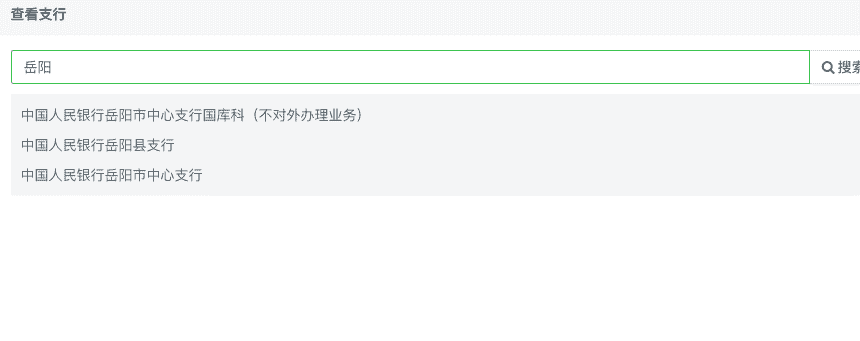 查看支行
岳阳
搜索
中国人民银行岳阳市中心支行国库科（不对外办理业务）
中国人民银行岳阳县支行
中国人民银行岳阳市中心支行